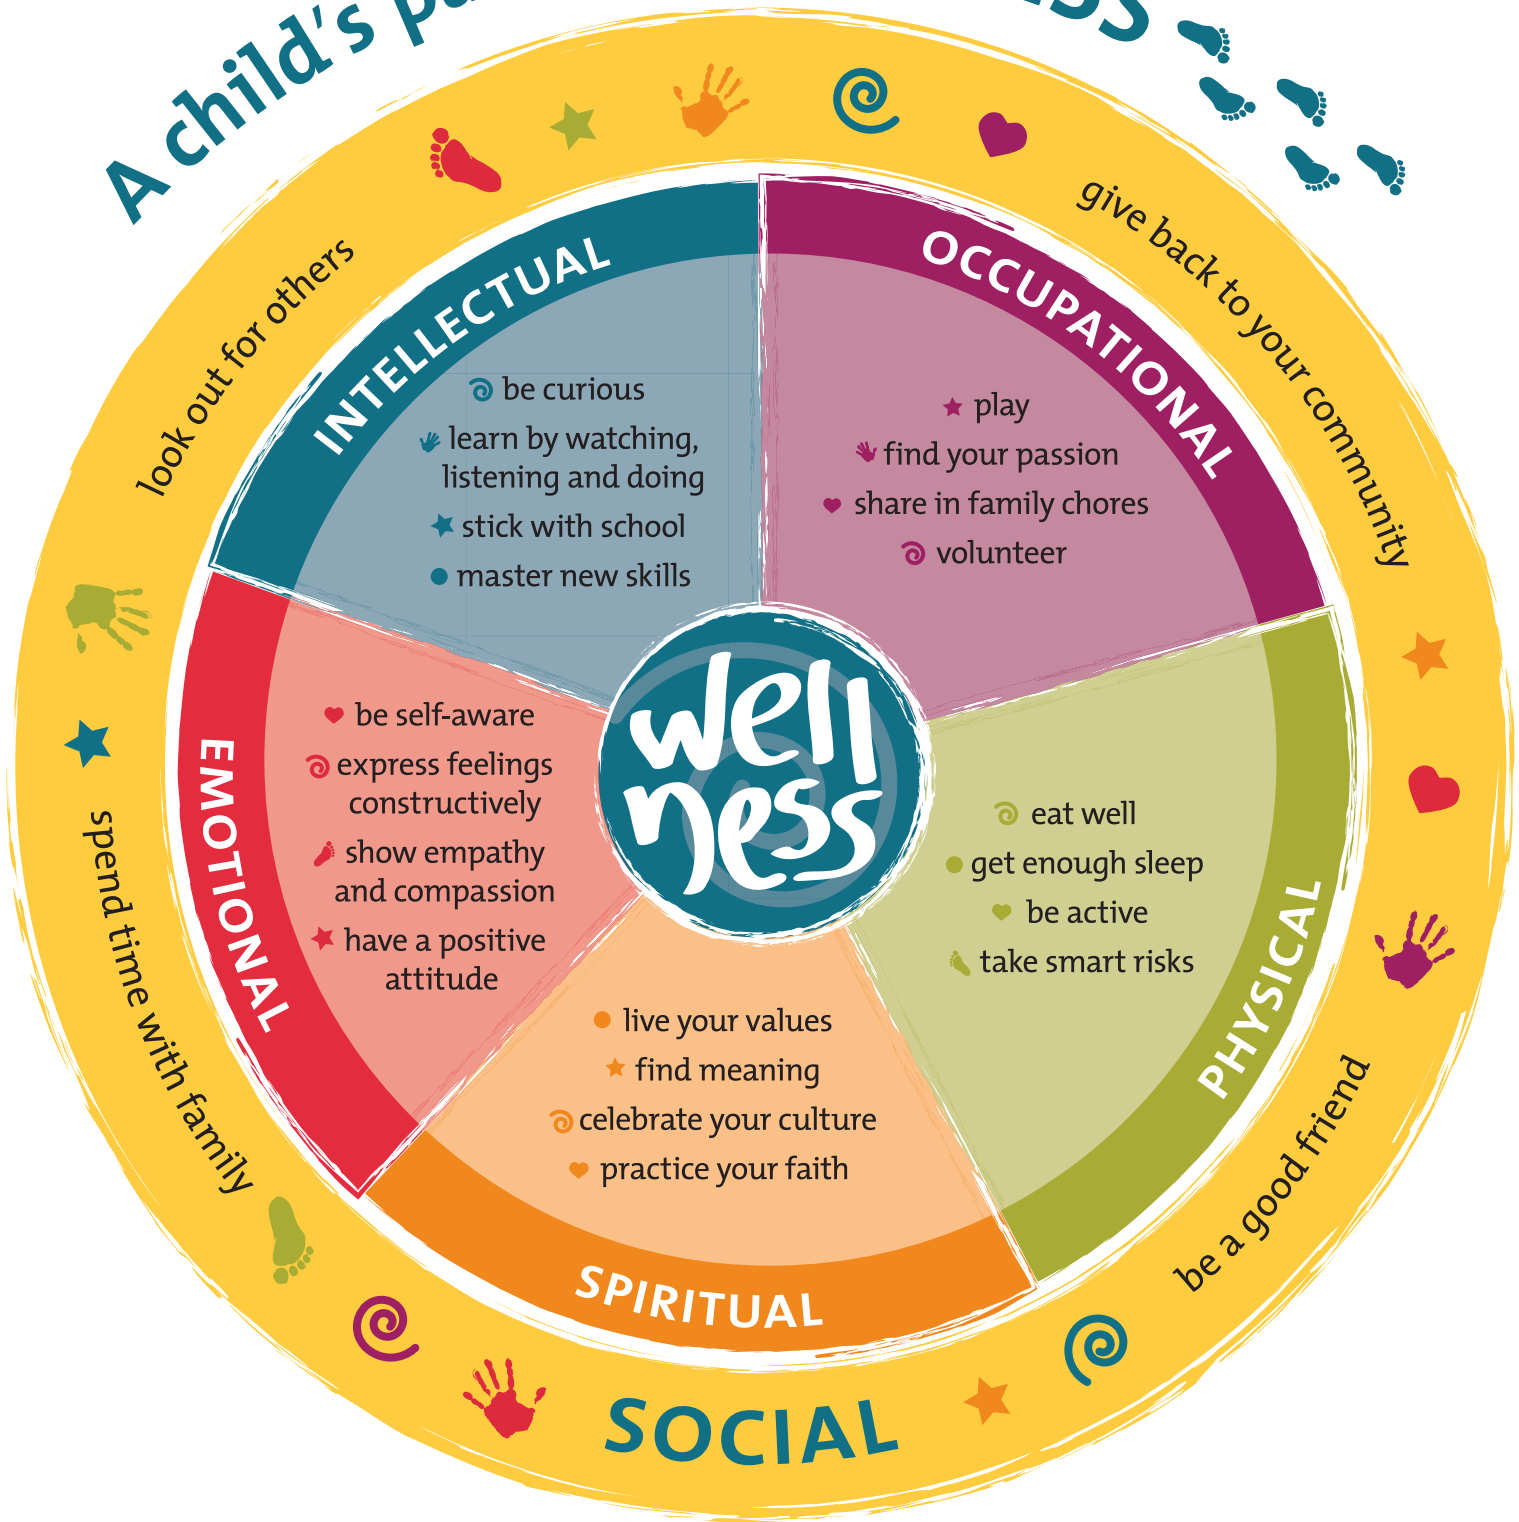 A child's
look out for others
give back to your community
INTELLECTUAL
be curious
learn by watching,
listening and doing
stick with school
master new skills
OCCUPATIONAL
play
find your passion
share in family chores
volunteer
well
ness
EMOTIONAL
be self-aware
express feelings
constructively
show empathy
and compassion
have a positive
attitude
PHYSICAL
eat well
get enough sleep
be active
take smart risks
live your values
find meaning
celebrate your culture
practice your faith
SPIRITUAL
spend time with family
be a good friend
SOCIAL